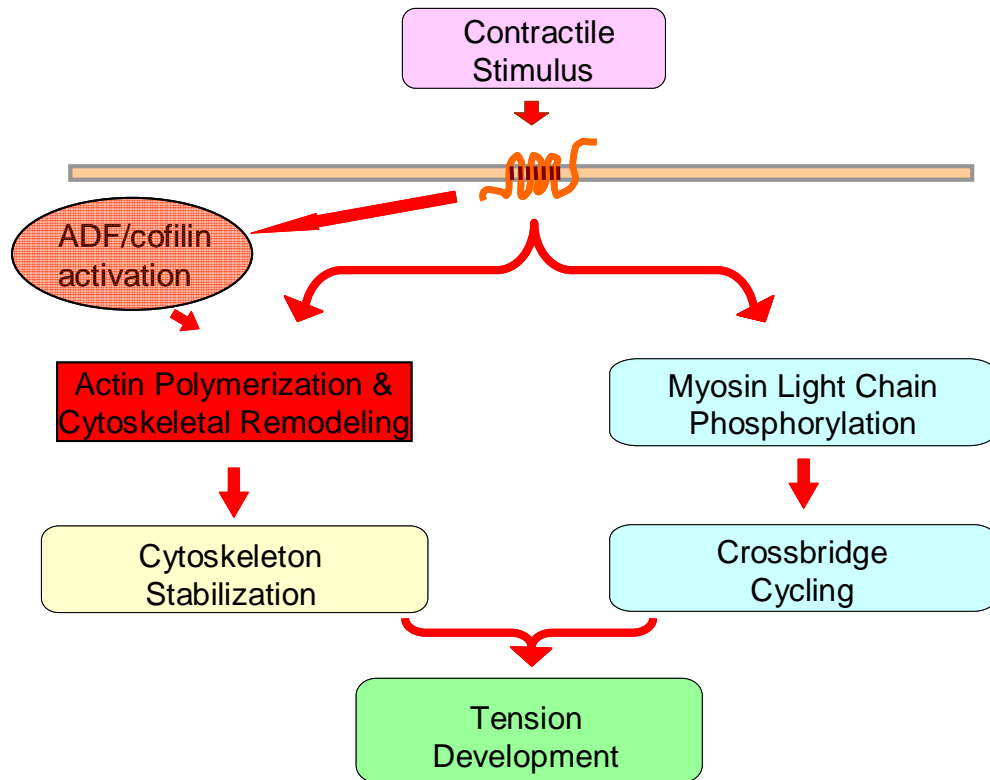 Contractile
Stimulus
ADF/cofilin
activation
Actin Polymerization &
Cytoskeletal Remodeling
Myosin Light Chain
Phosphorylation
Cytoskeleton
Stabilization
Crossbridge
Cycling
Tension
Development